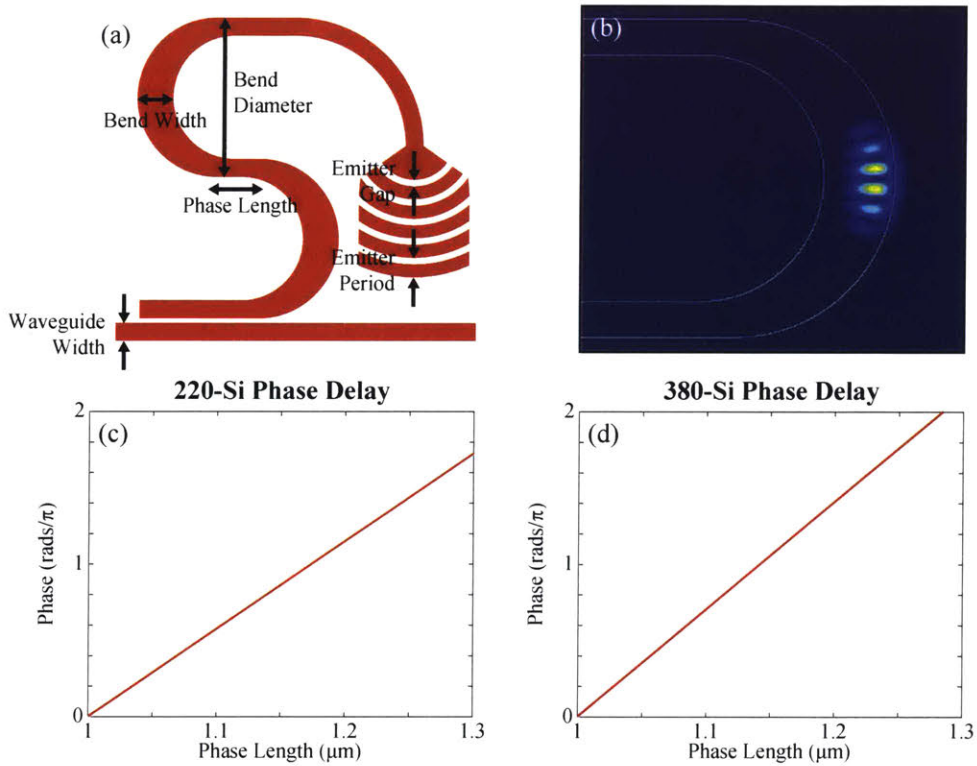 (a)
Bend
Diameter
Bend Width
Phase Length
Emitter
Gap
Emitter
Period
Waveguide
Width
(b)
220-Si Phase Delay
(c)
2
1
0
Phase (rads/π)
1
1.1
1.2
1.3
Phase Length (μm)
380-Si Phase Delay
(d)
2
1
0
Phase (rads/π)
1
1.1
1.2
1.3
Phase Length (μm)